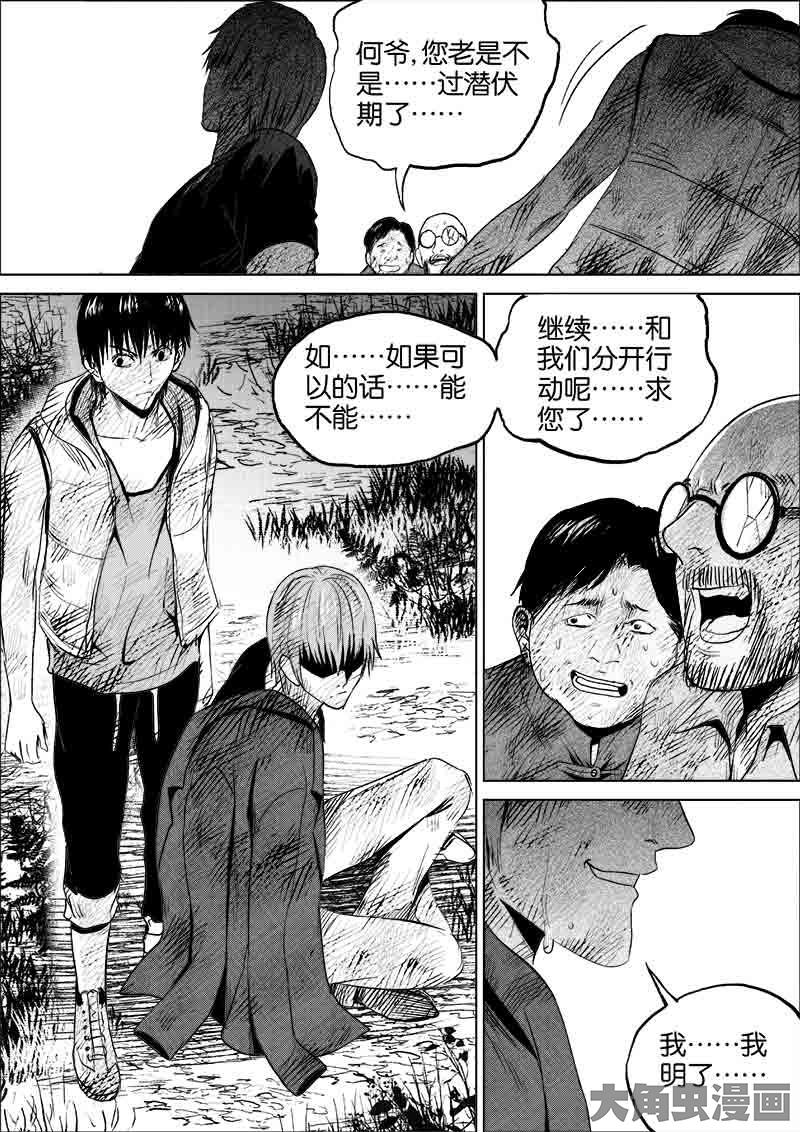 何爷,您老是不
是……过潜伏
期了……
如……如果可
以的话……能
不能……
继续……和
我们分开行
动呢……求
您了……
我……我
明了……
大角虫漫画